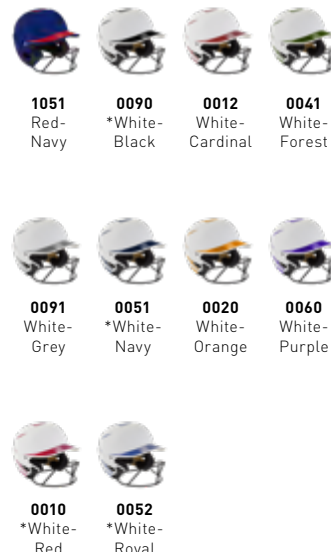 1051 0090 0012 0041
Red- *White- White- White-
Navy Black Cardinal Forest
0091 0051 0020 0060
White- *White- White- White-
Grey Navy Orange Purple
0010 0052
*White- *White-
Red Royal